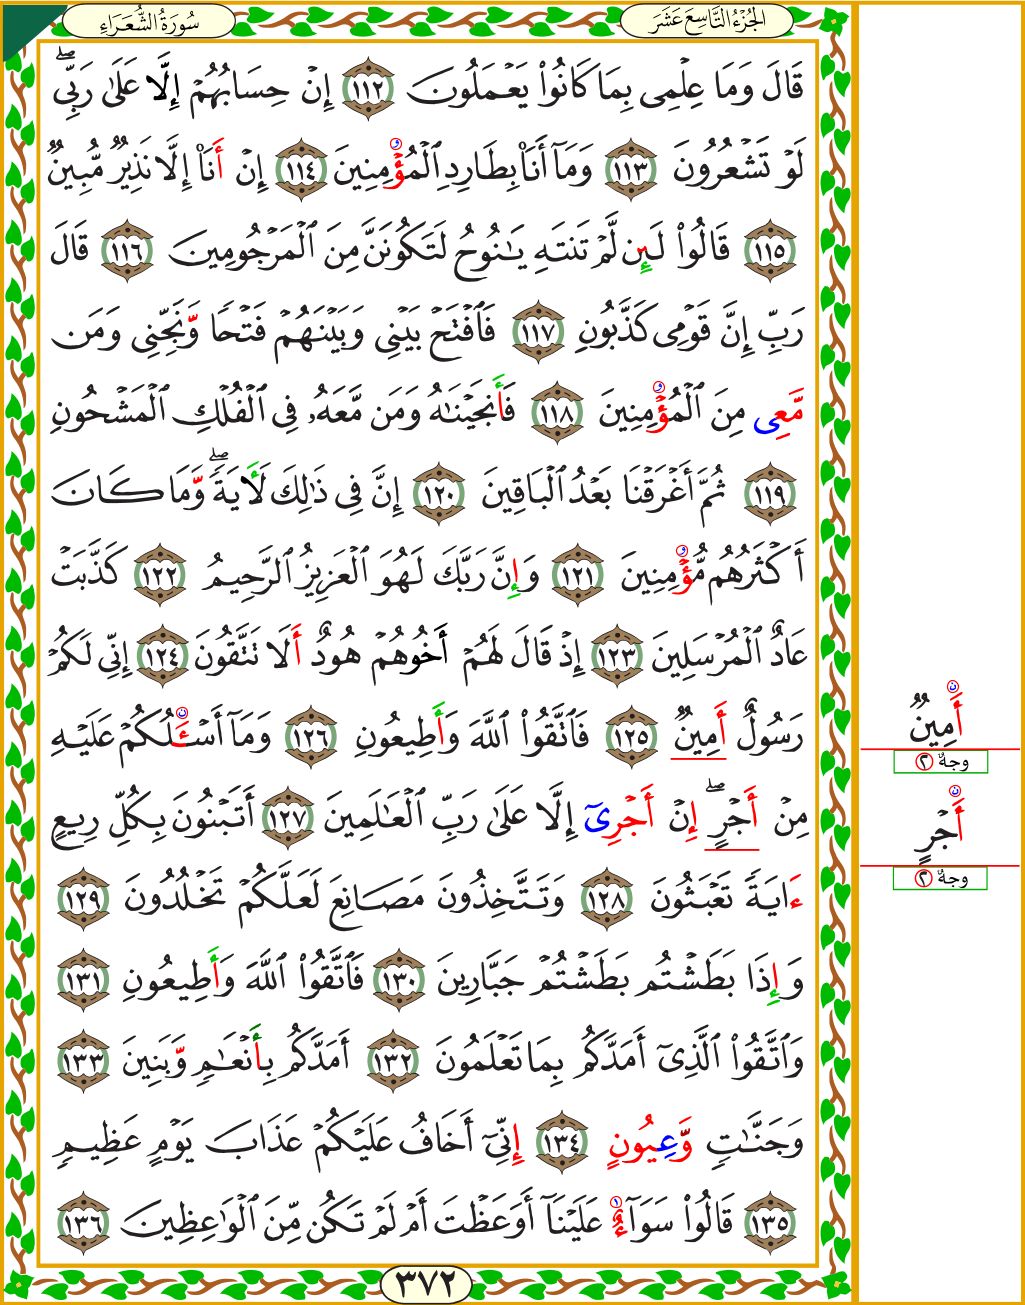 الجُزْءُ التَّاسِعَ عَشَرَ
سُورَةُ الشُّعَرَاءِ
قَالَ وَمَا عِلْمِى بِمَا كَانُوا۟ يَعْمَلُونَ ١١٢ إِنْ حِسَابُهُمْ إِلَّا عَلَىٰ رَبِّى ۖ
لَوْ تَشْعُرُونَ ١١٣ وَمَآ أَنَا۠ بِطَارِدِ ٱلْمُؤْمِنِينَ ١١٤ إِنْ أَنَا۠ إِلَّا نَذِيرٌ مُّبِينٌ
١١٥ قَالُوا۟ لَئِن لَّمْ تَنتَهِ يَـٰنُوحُ لَتَكُونَنَّ مِنَ ٱلْمَرْجُومِينَ ١١٦ قَالَ
رَبِّ إِنَّ قَوْمِى كَذَّبُونِ ١١٧ فَٱفْتَحْ بَيْنِى وَبَيْنَهُمْ فَتْحًا وَنَجِّنِى وَمَن
مَّعِى مِنَ ٱلْمُؤْمِنِينَ ١١٨ فَأَنجَيْنَـٰهُ وَمَن مَّعَهُۥ فِى ٱلْفُلْكِ ٱلْمَشْحُونِ
١١٩ ثُمَّ أَغْرَقْنَا بَعْدُ ٱلْبَاقِينَ ١٢٠ إِنَّ فِى ذَٰلِكَ لَـَٔايَةً ۖ وَمَا كَانَ
أَكْثَرُهُم مُّؤْمِنِينَ ١٢١ وَإِنَّ رَبَّكَ لَهُوَ ٱلْعَزِيزُ ٱلرَّحِيمُ ١٢٢ كَذَّبَتْ
عَادٌ ٱلْمُرْسَلِينَ ١٢٣ إِذْ قَالَ لَهُمْ أَخُوهُمْ هُودٌ أَلَا تَتَّقُونَ ١٢٤ إِنِّى لَكُمْ
رَسُولٌ أَمِينٌ ١٢٥ فَٱتَّقُوا۟ ٱللَّهَ وَأَطِيعُونِ ١٢٦ وَمَآ أَسْـَٔلُكُمْ عَلَيْهِ
مِنْ أَجْرٍ ۖ إِنْ أَجْرِىَ إِلَّا عَلَىٰ رَبِّ ٱلْعَـٰلَمِينَ ١٢٧ أَتَبْنُونَ بِكُلِّ رِيعٍ
ءَايَةً تَعْبَثُونَ ١٢٨ وَتَتَّخِذُونَ مَصَانِعَ لَعَلَّكُمْ تَخْلُدُونَ ١٢٩
وَإِذَا بَطَشْتُم بَطَشْتُمْ جَبَّارِينَ ١٣٠ فَٱتَّقُوا۟ ٱللَّهَ وَأَطِيعُونِ ١٣١
وَٱتَّقُوا۟ ٱلَّذِىٓ أَمَدَّكُم بِمَا تَعْلَمُونَ ١٣٢ أَمَدَّكُم بِأَنْعَـٰمٍ وَبَنِينَ ١٣٣
وَجَنَّـٰتٍ وَعِيُونٍ ١٣٤ إِنِّىٓ أَخَافُ عَلَيْكُمْ عَذَابَ يَوْمٍ عَظِيمٍ
١٣٥ قَالُوا۟ سَوَآءٌ عَلَيْنَآ أَوَعَظْتَ أَمْ لَمْ تَكُن مِّنَ ٱلْوَٰعِظِينَ ١٣٦
٣٧٢
أَمِينٌ
وجهٌ ٢
أَجْرٍ
وجهٌ ٢